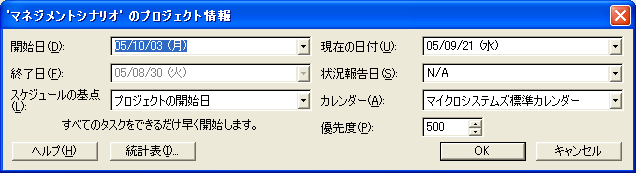 'マネジメントシナリオ' のプロジェクト情報
開始日(D): 05/10/03 (月) 現在の日付(U): 05/09/21 (水)
終了日(F): 05/08/30 (火) 状況報告日(S): N/A
スケジュールの基点(L): プロジェクトの開始日 カレンダー(A): マイクロシステムズ標準カレンダー
すべてのタスクをできるだけ早く開始します。 優先度(P): 500
ヘルプ(H) 統計表(I)... OK キャンセル